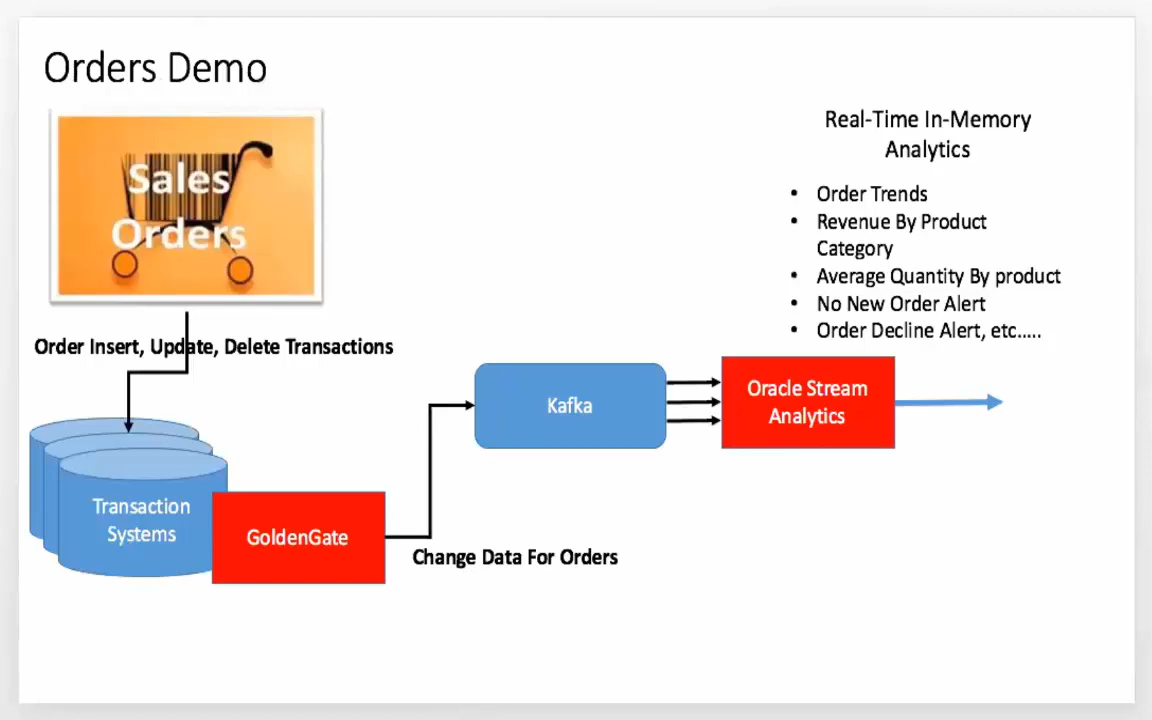 Orders Demo
Sales
Orders
Real-Time In-Memory
Analytics
• Order Trends
• Revenue By Product
Category
• Average Quantity By product
• No New Order Alert
• Order Decline Alert, etc…..
Order Insert, Update, Delete Transactions
Kafka
Oracle Stream
Analytics
Transaction
Systems
GoldenGate
Change Data For Orders